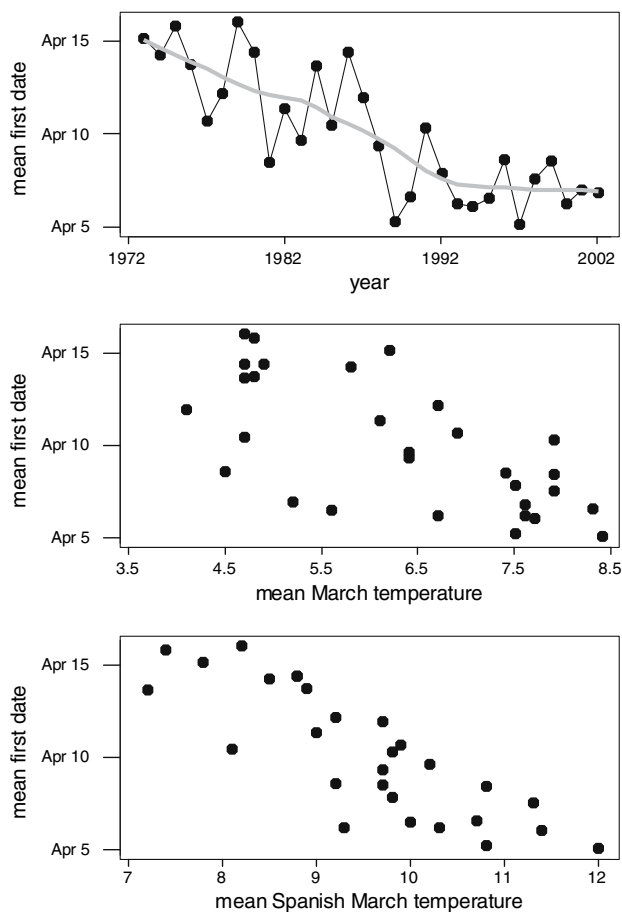 mean first date
Apr 15
Apr 10
Apr 5
1972 1982 1992 2002
year
mean first date
Apr 15
Apr 10
Apr 5
3.5 4.5 5.5 6.5 7.5 8.5
mean March temperature
mean first date
Apr 15
Apr 10
Apr 5
7 8 9 10 11 12
mean Spanish March temperature